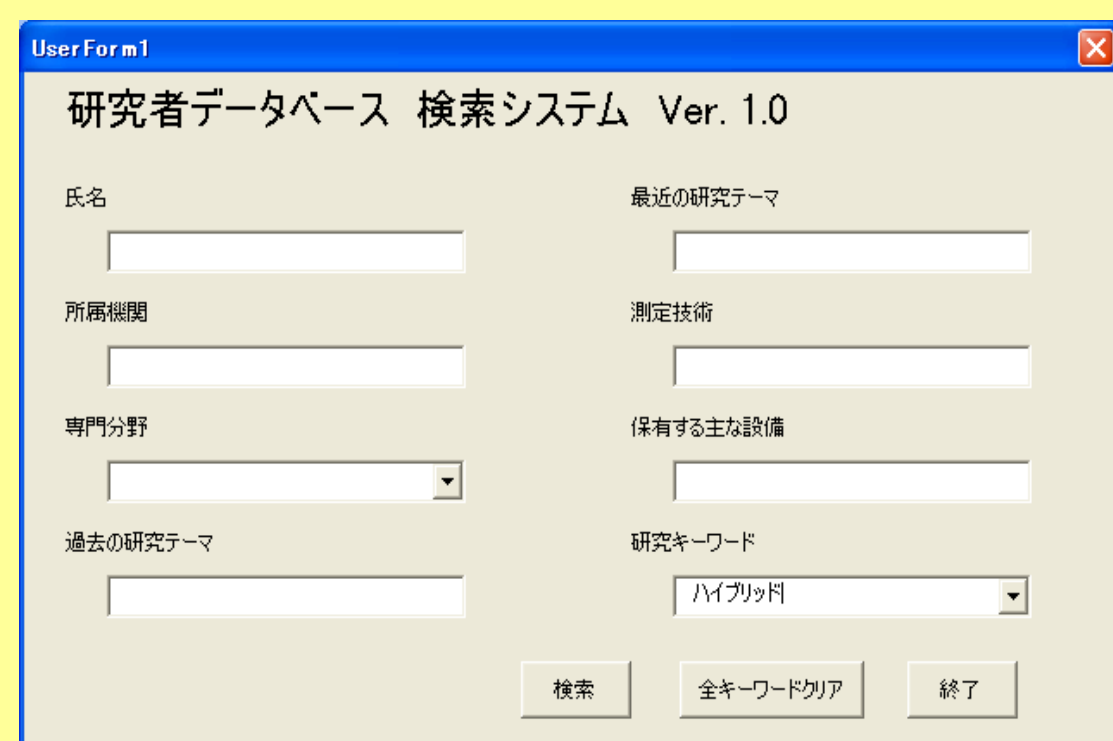 UserForm1
研究者データベース 検索システム Ver. 1.0
氏名
最近の研究テーマ
所属機関
測定技術
専門分野
保有する主な設備
過去の研究テーマ
研究キーワード
ハイブリッド
検索
全キーワードクリア
終了